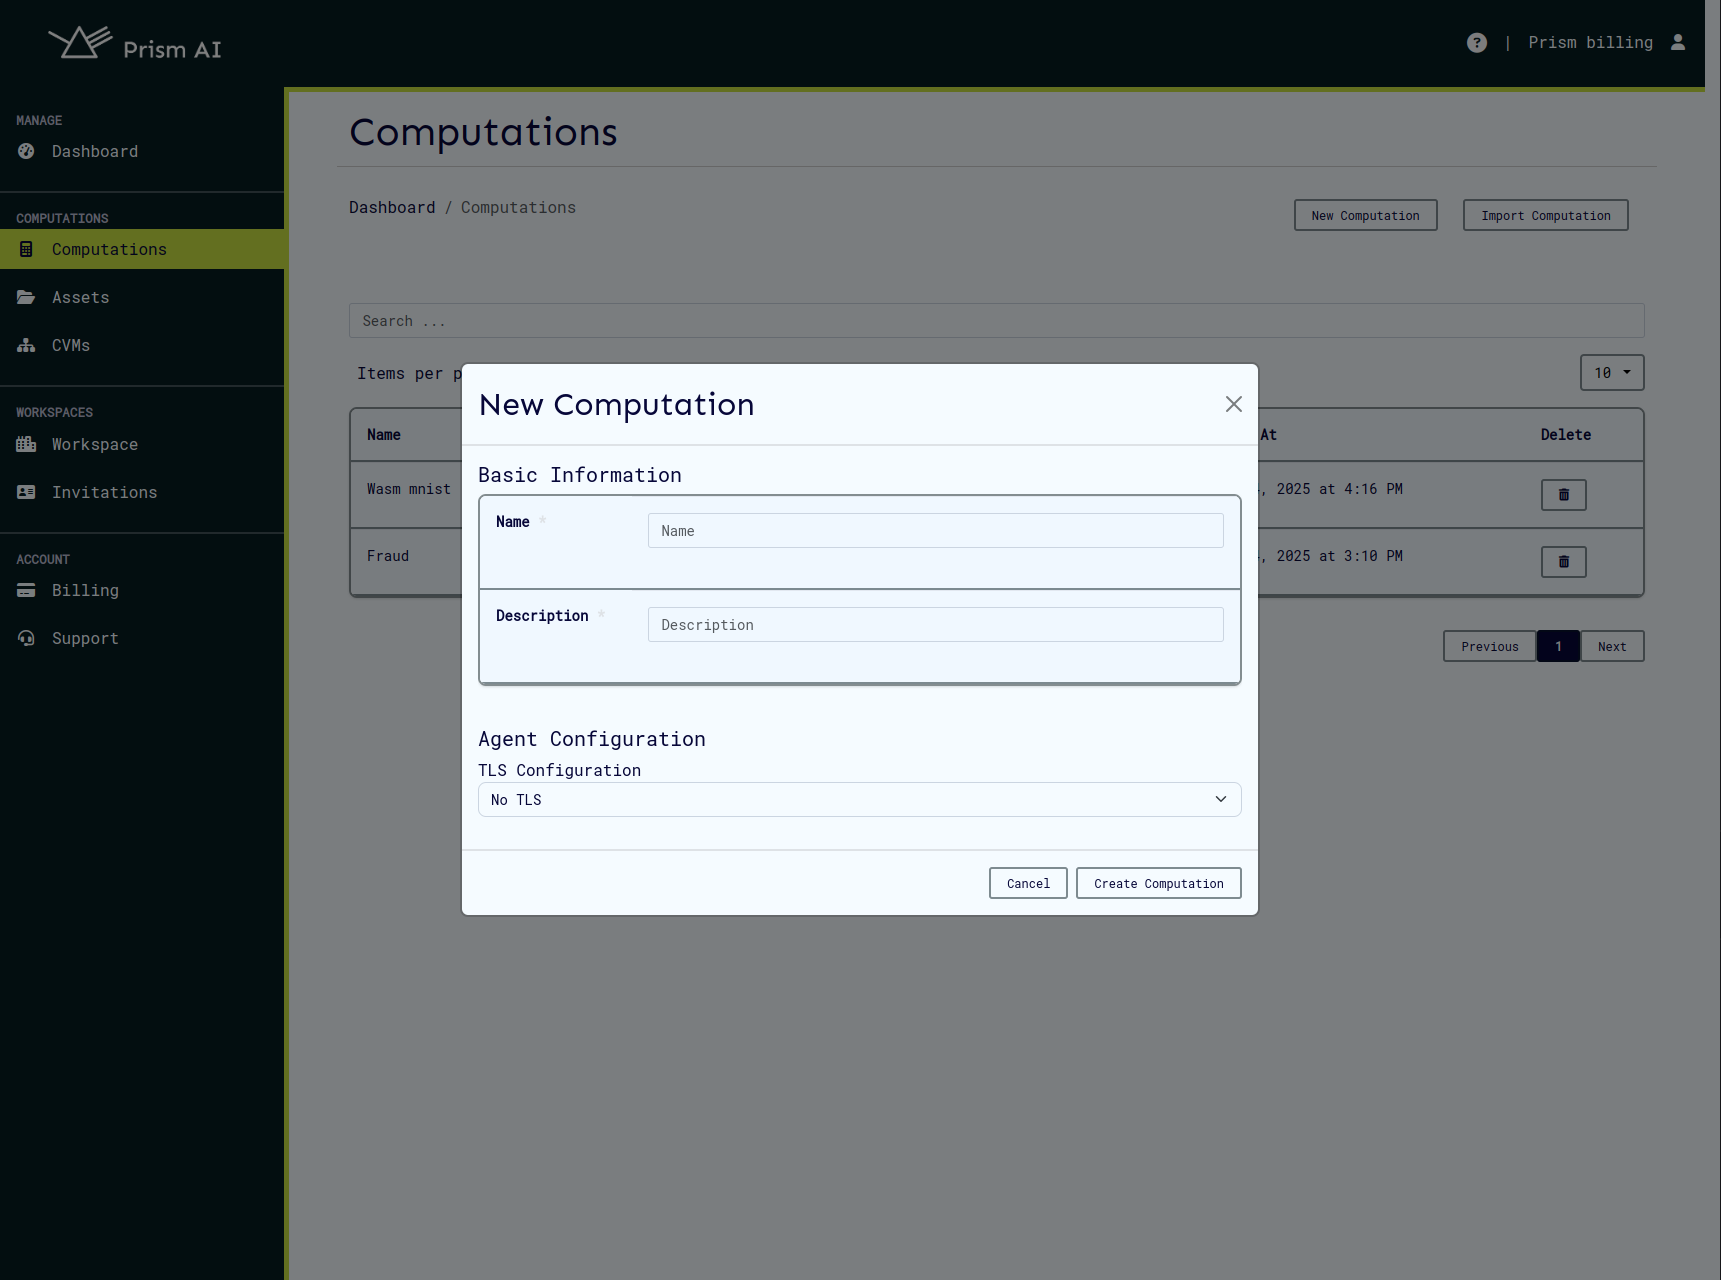 Prism AI
? | Prism billing
MANAGE
Dashboard
COMPUTATIONS
Computations
Assets
CVMs
WORKSPACES
Workspace
Invitations
ACCOUNT
Billing
Support
Computations
Dashboard / Computations
New Computation
Import Computation
Search ...
Items per p
10
Name
At
Delete
Wasm mnist
, 2025 at 4:16 PM
Fraud
, 2025 at 3:10 PM
Previous
1
Next
New Computation
Basic Information
Name *
Name
Description *
Description
Agent Configuration
TLS Configuration
No TLS
Cancel
Create Computation